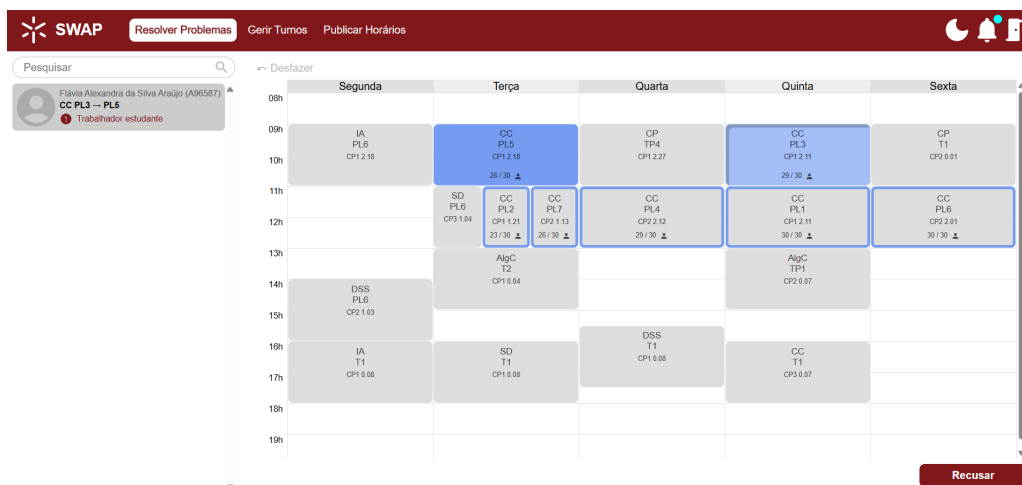 SWAP
Resolver Problemas
Gerir Turnos
Publicar Horários
Pesquisar
Flávia Alexandra da Silva Araújo (A96587)
CC PL3 → PL5
Trabalhador estudante
Desfazer
Segunda
Terça
Quarta
Quinta
Sexta
08h
09h
IA
PL6
CP1 2.18
CC
PL5
CP1 2.18
26 / 30
CP
TP4
CP1 2.27
CC
PL3
CP1 2.11
29 / 30
CP
T1
CP2 0.01
10h
11h
SD
PL6
CP3 1.04
CC
PL2
CP1 1.21
23 / 30
CC
PL7
CP2 1.13
26 / 30
CC
PL4
CP2 2.12
29 / 30
CC
PL1
CP1 2.11
30 / 30
CC
PL6
CP2 2.01
30 / 30
12h
13h
AlgC
T2
CP1 0.04
AlgC
TP1
CP2 0.07
14h
DSS
PL6
CP2 1.03
15h
DSS
T1
CP1 0.08
16h
IA
T1
CP1 0.08
SD
T1
CP1 0.08
CC
T1
CP3 0.07
17h
18h
19h
Recusar